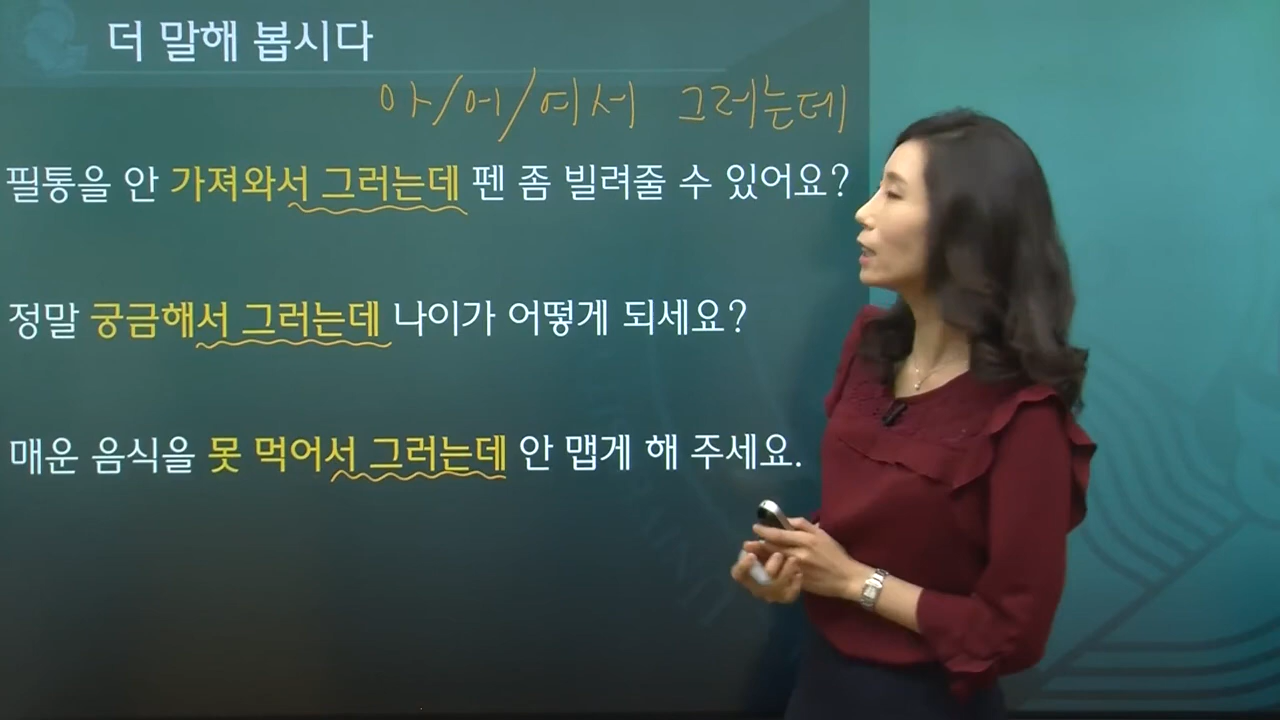 더 말해 봅시다
아/어/여서 그러는데
필통을 안 가져와서 그러는데 펜 좀 빌려줄 수 있어요?
정말 궁금해서 그러는데 나이가 어떻게 되세요?
매운 음식을 못 먹어서 그러는데 안 맵게 해 주세요.